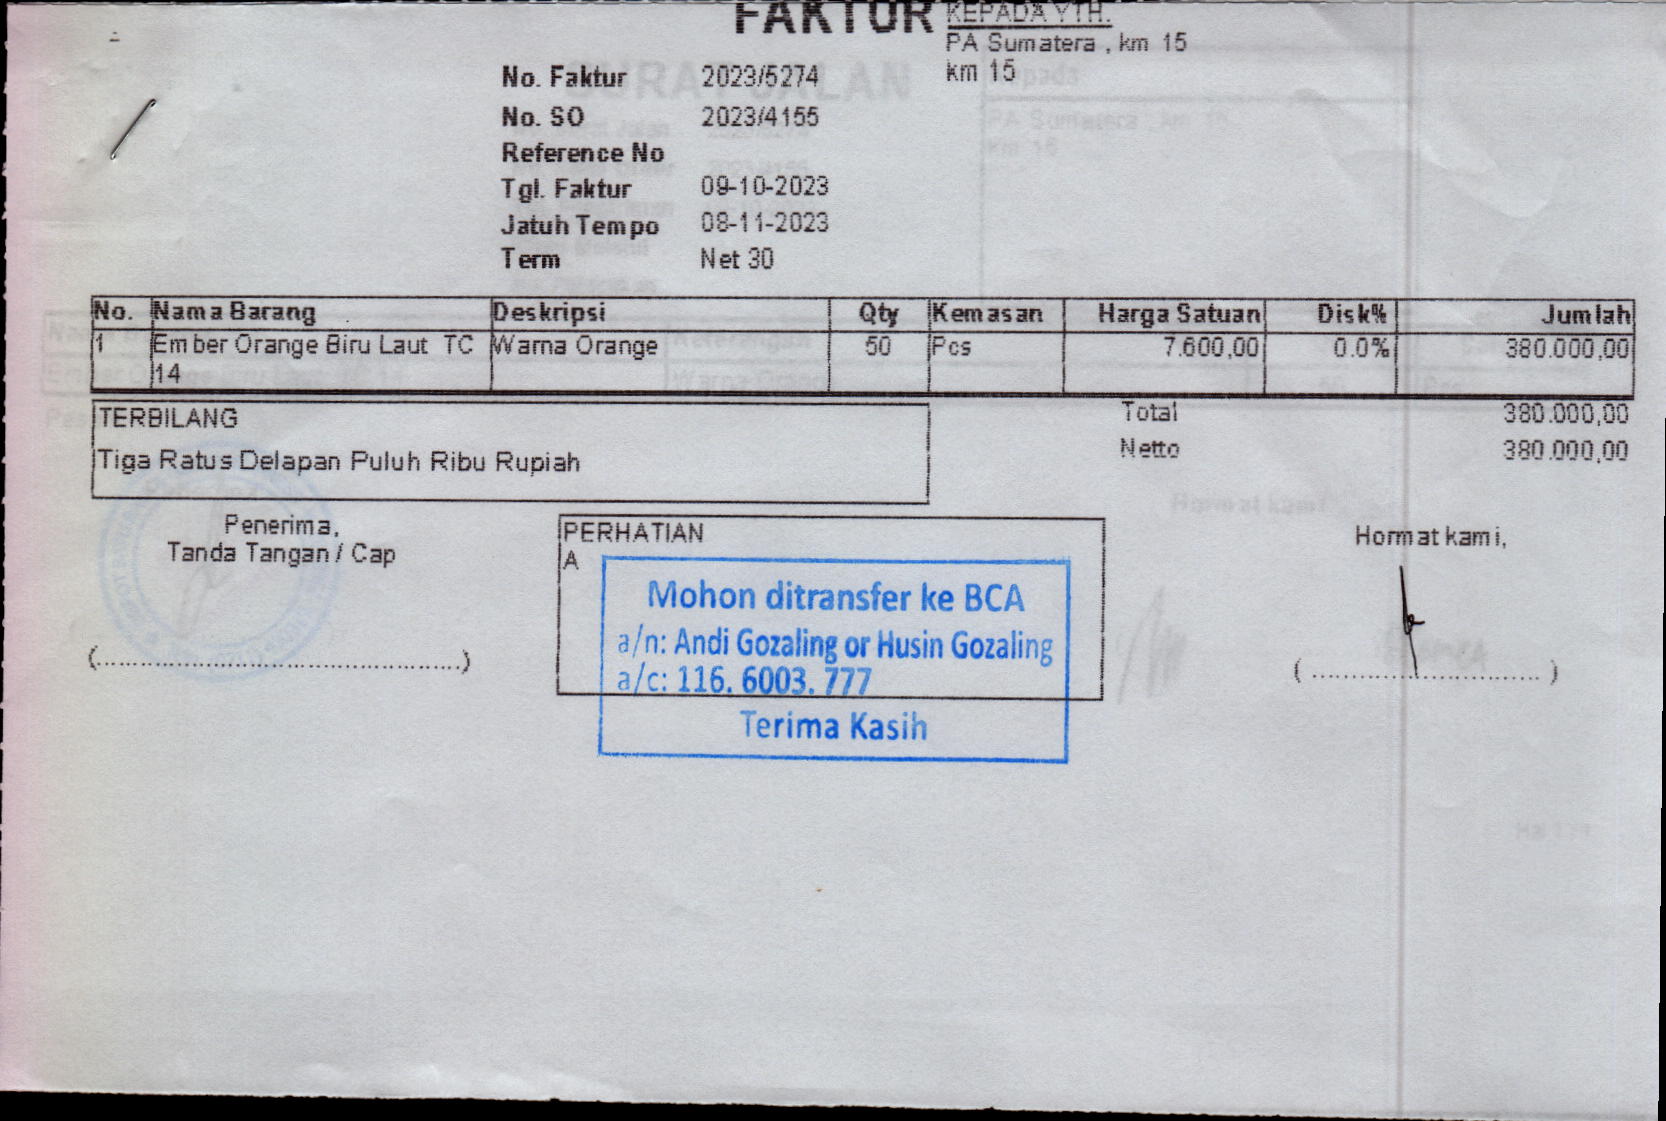 FAKTUR
KEPADA YTH.
PA Sumatera , km 15
km 15
No. Faktur 2023/5274
No. SO 2023/4155
Reference No
Tgl. Faktur 09-10-2023
Jatuh Tempo 08-11-2023
Term Net 30
No. Nama Barang Deskripsi Qty Kemasan Harga Satuan Disk% Jumlah
1 Ember Orange Biru Laut TC Warna Orange 50 Pcs 7.600,00 0.0% 380.000,00
14
TERBILANG
Tiga Ratus Delapan Puluh Ribu Rupiah
Total 380.000,00
Netto 380.000,00
Penerima,
Tanda Tangan / Cap
(....................................................)
PERHATIAN
A
Mohon ditransfer ke BCA
a/n: Andi Gozaling or Husin Gozaling
a/c: 116. 6003. 777
Terima Kasih
Hormat kami,
( ................................ )